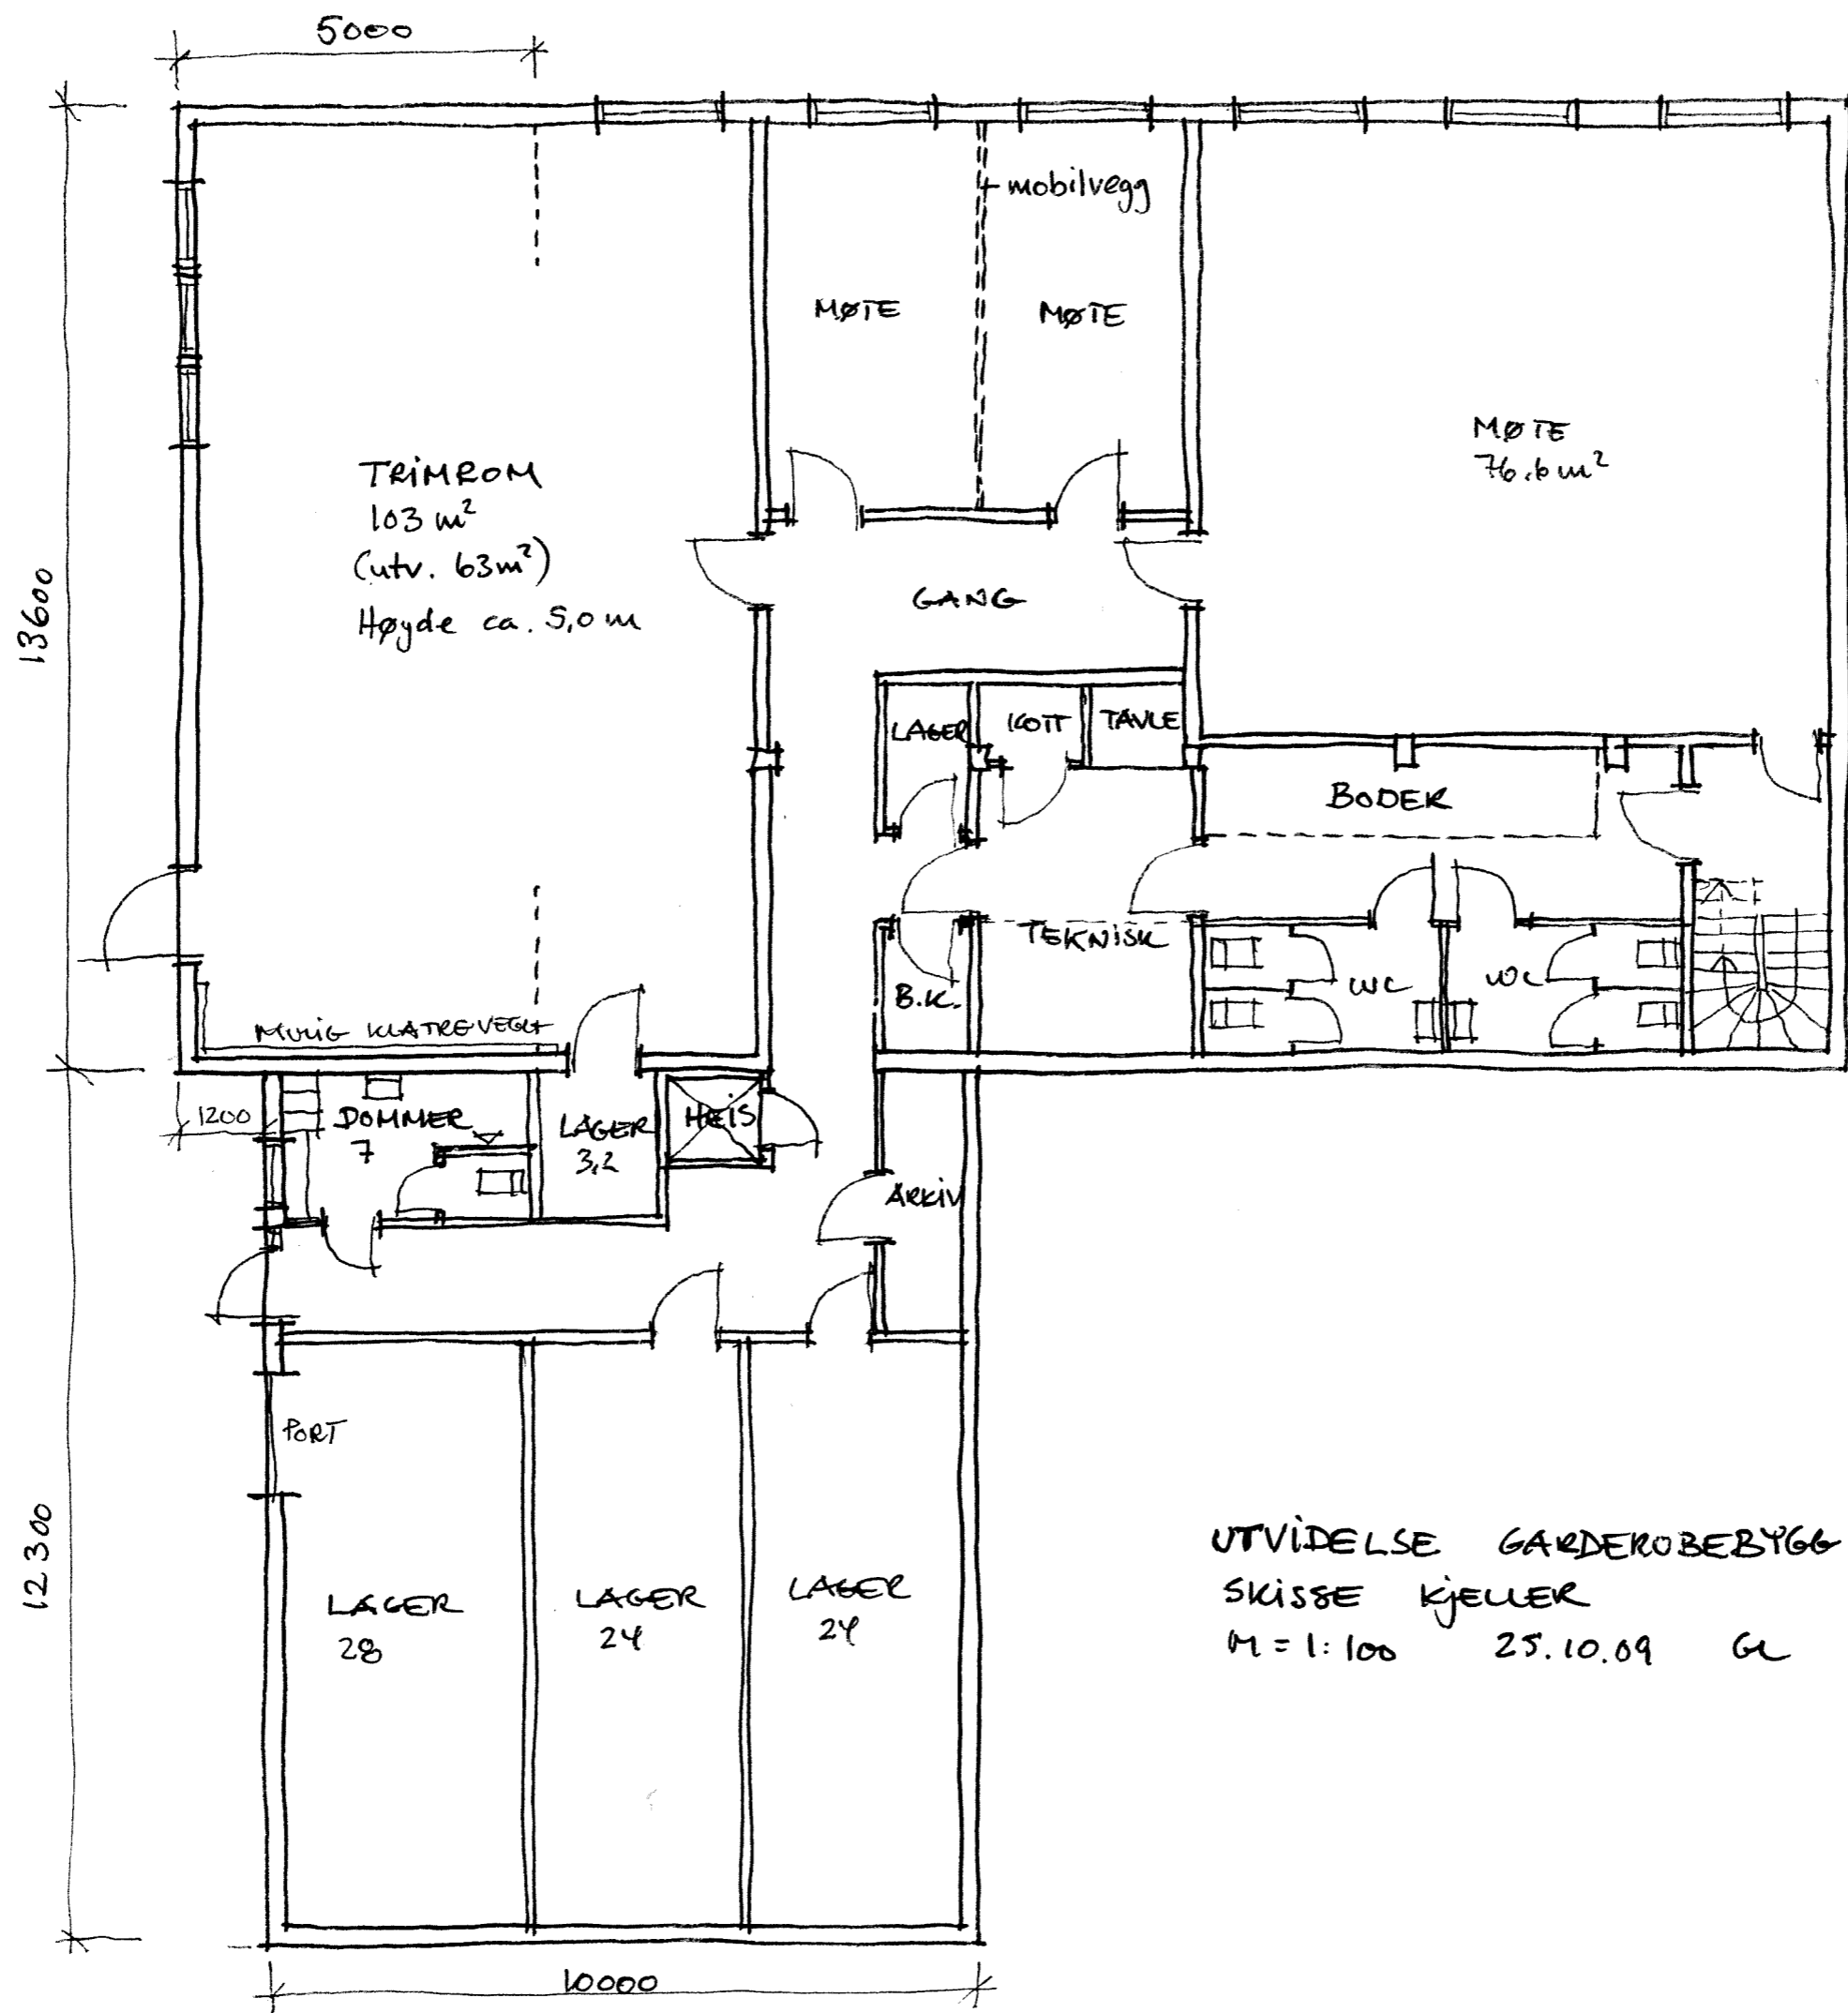 5000
mobilvegg
MØTE
MØTE
MØTE
76.6 m²
TRIMROM
103 m²
(utv. 63m²)
Høyde ca. 5,0 m
13600
GANG
LAGER
KOTT
TAVLE
BODER
TEKNISK
B.K.
WC
WC
MULIG KLATREVEGG
1200
DOMMER
7
LAGER
3,2
HEIS
ARKIV
PORT
12300
LAGER
28
LAGER
24
LAGER
24
UTVIDELSE GARDEROBEBYGG
SKISSE KJELLER
M = 1:100 25.10.09 GL
10000